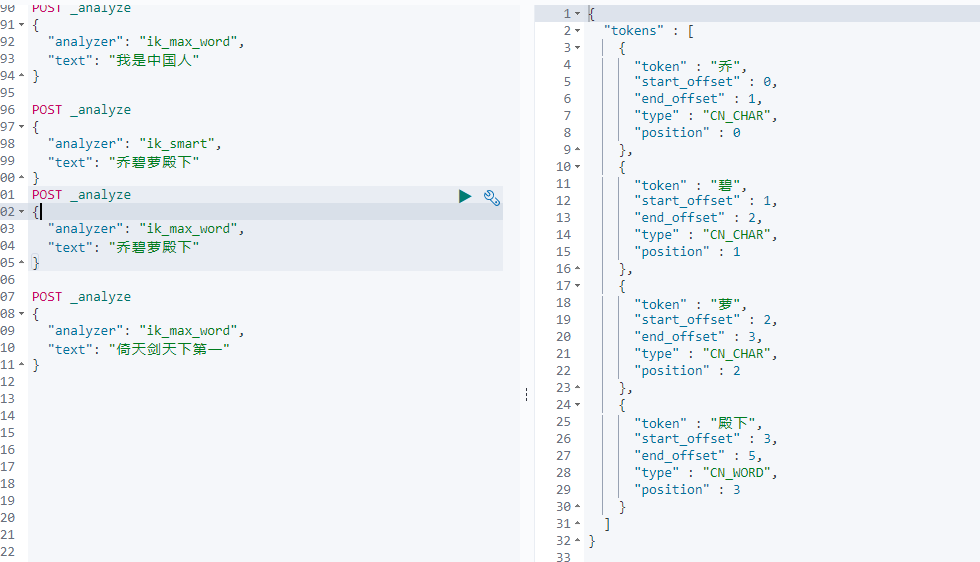 90 POST _analyze
91 {
92 "analyzer": "ik_max_word",
93 "text": "我是中国人"
94 }
95
96 POST _analyze
97 {
98 "analyzer": "ik_smart",
99 "text": "乔碧萝殿下"
00 }
01 POST _analyze
02 {
03 "analyzer": "ik_max_word",
04 "text": "乔碧萝殿下"
05 }
06
07 POST _analyze
08 {
09 "analyzer": "ik_max_word",
10 "text": "倚天剑天下第一"
11 }
12
13
14
15
16
17
18
19
20
21
22
1 {
2 "tokens" : [
3 {
4 "token" : "乔",
5 "start_offset" : 0,
6 "end_offset" : 1,
7 "type" : "CN_CHAR",
8 "position" : 0
9 },
10 {
11 "token" : "碧",
12 "start_offset" : 1,
13 "end_offset" : 2,
14 "type" : "CN_CHAR",
15 "position" : 1
16 },
17 {
18 "token" : "萝",
19 "start_offset" : 2,
20 "end_offset" : 3,
21 "type" : "CN_CHAR",
22 "position" : 2
23 },
24 {
25 "token" : "殿下",
26 "start_offset" : 3,
27 "end_offset" : 5,
28 "type" : "CN_WORD",
29 "position" : 3
30 }
31 ]
32 }
33